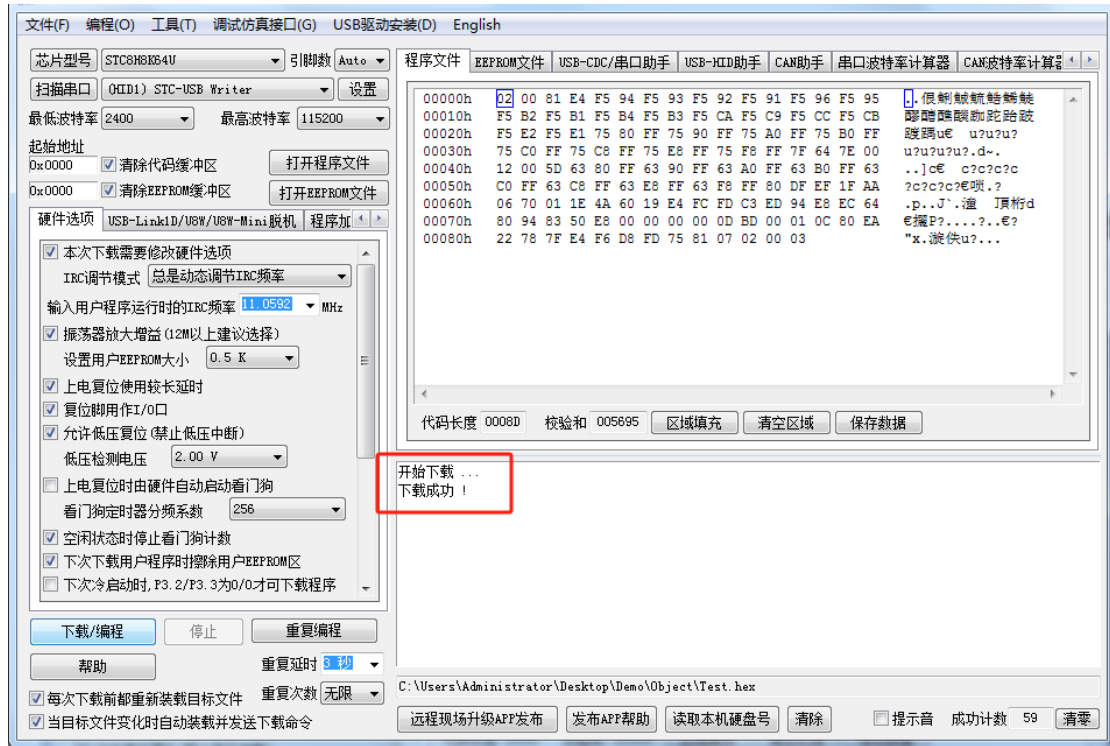 文件(F) 编程(O) 工具(T) 调试仿真接口(G) USB驱动安装(D) English
芯片型号 STC8H8K64U 引脚数 Auto
扫描串口 (HID1) STC-USB Writer 设置
最低波特率 2400 最高波特率 115200
起始地址
0x0000 清除代码缓冲区 打开程序文件
0x0000 清除EEPROM缓冲区 打开EEPROM文件
硬件选项 USB-Link1D/U8W/U8W-Mini脱机 程序加
本次下载需要修改硬件选项
IRC调节模式 总是动态调节IRC频率
输入用户程序运行时的IRC频率 11.0592 MHz
振荡器放大增益(12M以上建议选择)
设置用户EEPROM大小 0.5 K
上电复位使用较长延时
复位脚用作I/O口
允许低压复位(禁止低压中断)
低压检测电压 2.00 V
上电复位时由硬件自动启动看门狗
看门狗定时器分频系数 256
空闲状态时停止看门狗计数
下次下载用户程序时擦除用户EEPROM区
下次冷启动时,P3.2/P3.3为0/0才可下载程序
下载/编程 停止 重复编程
帮助 重复延时 3 秒
每次下载前都重新装载目标文件 重复次数 无限
当目标文件变化时自动装载并发送下载命令
程序文件 EEPROM文件 USB-CDC/串口助手 USB-HID助手 CAN助手 串口波特率计算器 CAN波特率计算器
00000h 02 00 81 E4 F5 94 F5 93 F5 92 F5 91 F5 96 F5 95
00010h F5 B2 F5 B1 F5 B4 F5 B3 F5 CA F5 C9 F5 CC F5 CB
00020h F5 E2 F5 E1 75 80 FF 75 90 FF 75 A0 FF 75 B0 FF
00030h 75 C0 FF 75 C8 FF 75 E8 FF 75 F8 FF 7F 64 7E 00 u?u?u?u?.d~.
00040h 12 00 5D 63 80 FF 63 90 FF 63 A0 FF 63 B0 FF 63 ..]c€ c?c?c?c
00050h C0 FF 63 C8 FF 63 E8 FF 63 F8 FF 80 DF EF 1F AA
00060h 06 70 01 1E 4A 60 19 E4 FC FD C3 ED 94 E8 EC 64
00070h 80 94 83 50 E8 00 00 00 00 0D BD 00 01 0C 80 EA
00080h 22 78 7F E4 F6 D8 FD 75 81 07 02 00 03
代码长度 0008D 校验和 005695 区域填充 清空区域 保存数据
开始下载 ...
下载成功 !
C:\Users\Administrator\Desktop\Demo\Object\Test.hex
远程现场升级APP发布 发布APP帮助 读取本机硬盘号 清除 提示音 成功计数 59 清零